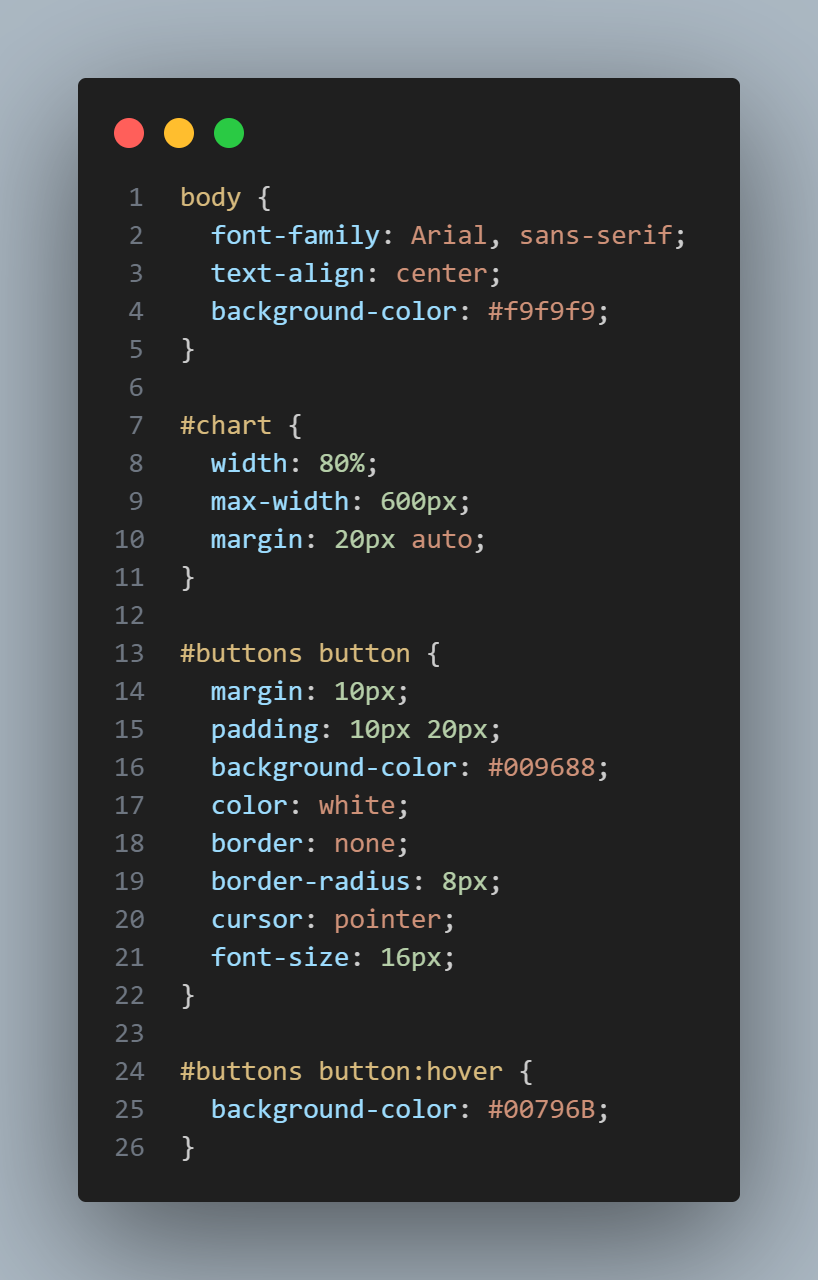 1 body {
2   font-family: Arial, sans-serif;
3   text-align: center;
4   background-color: #f9f9f9;
5 }
6
7 #chart {
8   width: 80%;
9   max-width: 600px;
10   margin: 20px auto;
11 }
12
13 #buttons button {
14   margin: 10px;
15   padding: 10px 20px;
16   background-color: #009688;
17   color: white;
18   border: none;
19   border-radius: 8px;
20   cursor: pointer;
21   font-size: 16px;
22 }
23
24 #buttons button:hover {
25   background-color: #00796B;
26 }